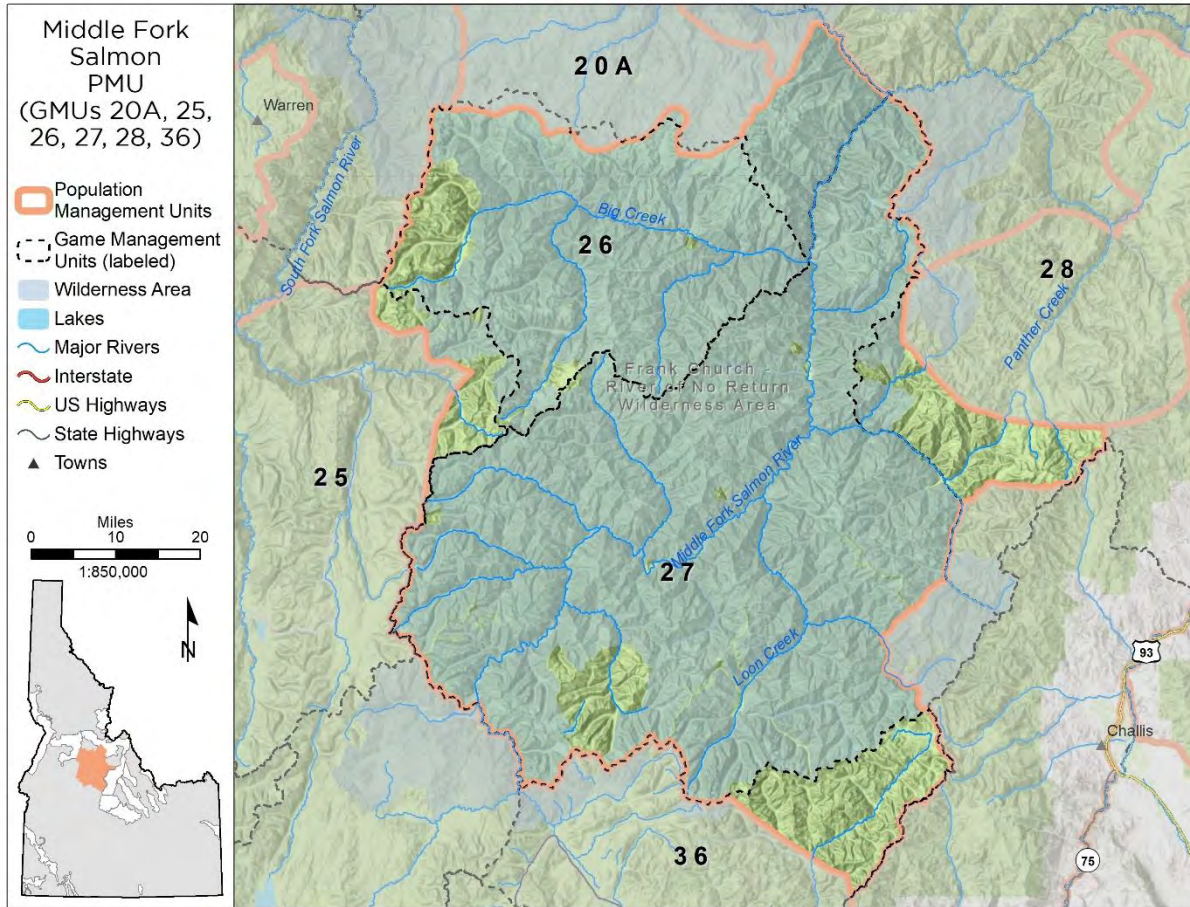 Middle Fork
Salmon
PMU
(GMUs 20A, 25,
26, 27, 28, 36)
Population
Management Units
Game Management
Units (labeled)
Wilderness Area
Lakes
Major Rivers
Interstate
US Highways
State Highways
Towns
Miles
0 10 20
1:850,000
N
20A
Warren
South Fork Salmon River
Big Creek
26
28
Panther Creek
Frank Church -
River of No Return
Wilderness Area
25
Middle Fork Salmon River
27
Loon Creek
93
Challis
36
75